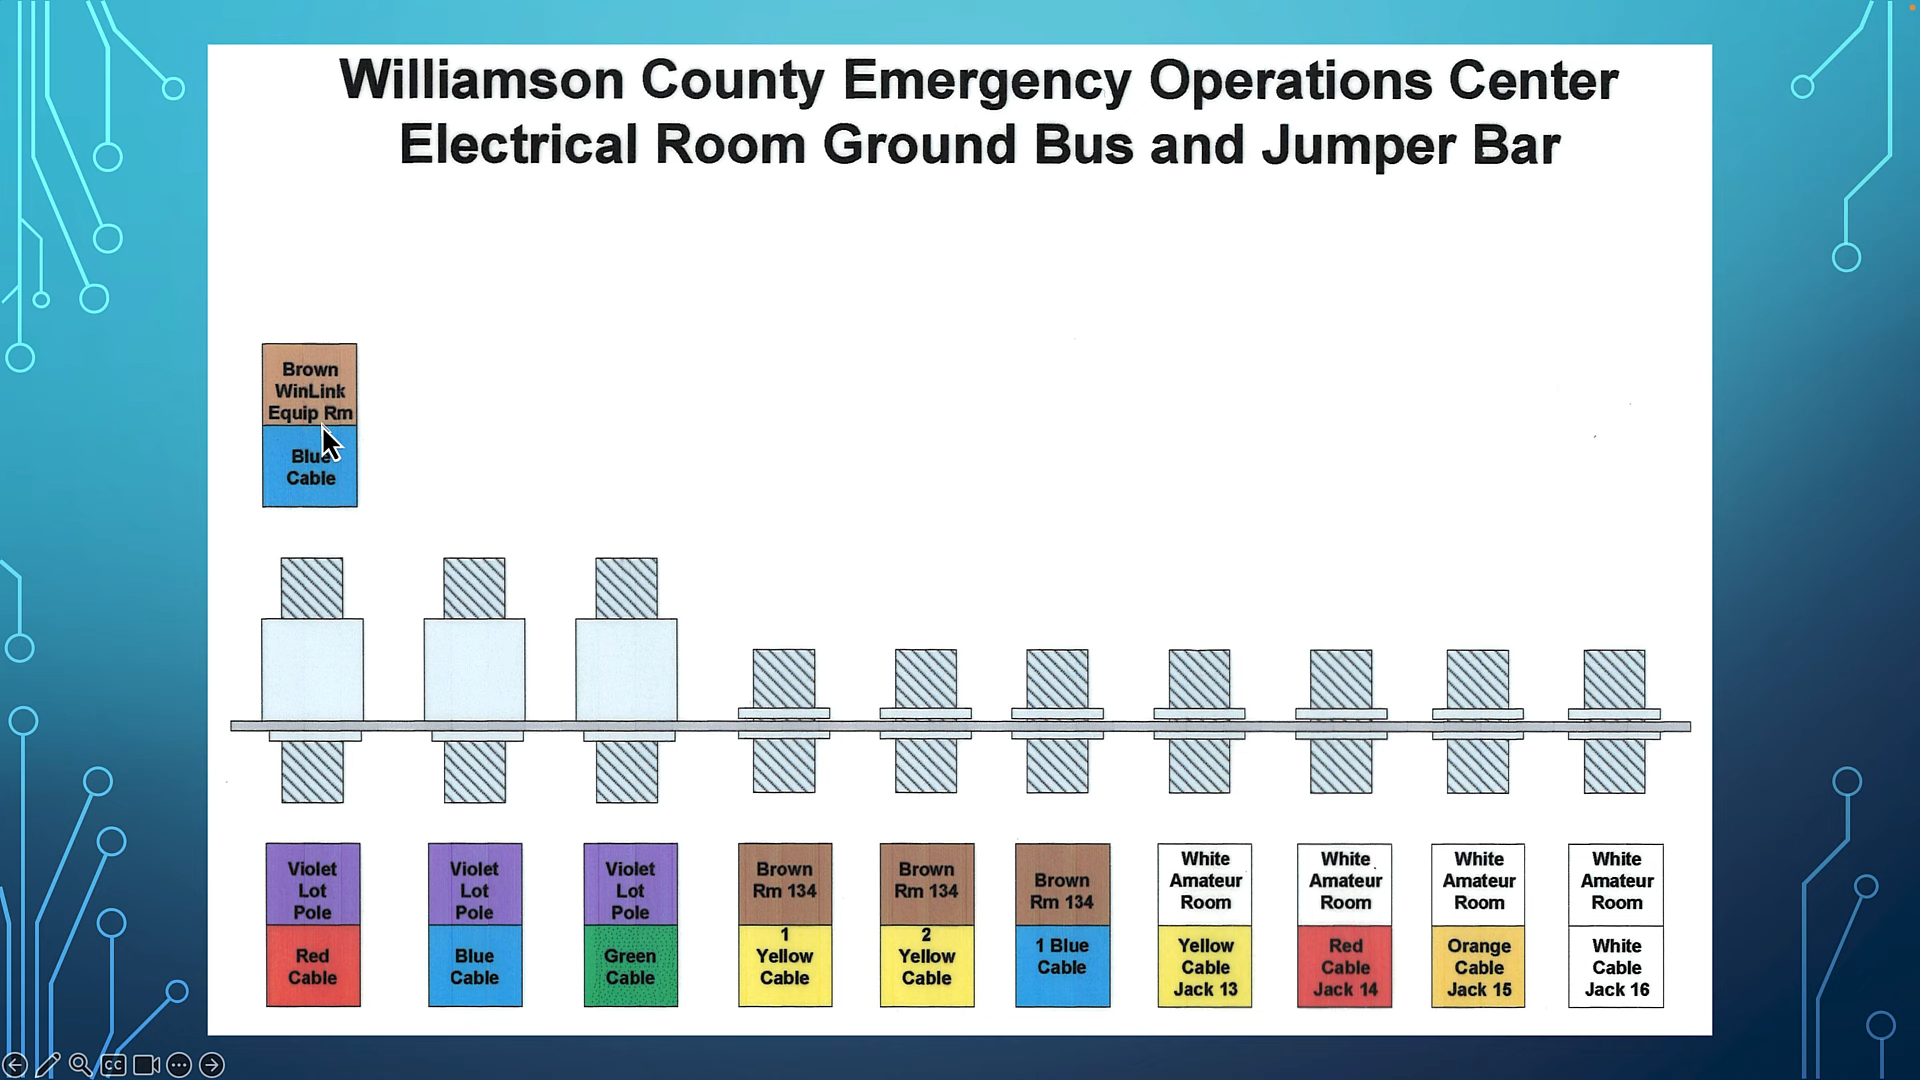 Williamson County Emergency Operations Center
Electrical Room Ground Bus and Jumper Bar
Brown
WinLink
Equip Rm
Blue
Cable
Violet
Lot
Pole
Red
Cable
Violet
Lot
Pole
Blue
Cable
Violet
Lot
Pole
Green
Cable
Brown
Rm 134
1
Yellow
Cable
Brown
Rm 134
2
Yellow
Cable
Brown
Rm 134
1 Blue
Cable
White
Amateur
Room
Yellow
Cable
Jack 13
White
Amateur
Room
Red
Cable
Jack 14
White
Amateur
Room
Orange
Cable
Jack 15
White
Amateur
Room
White
Cable
Jack 16
CC